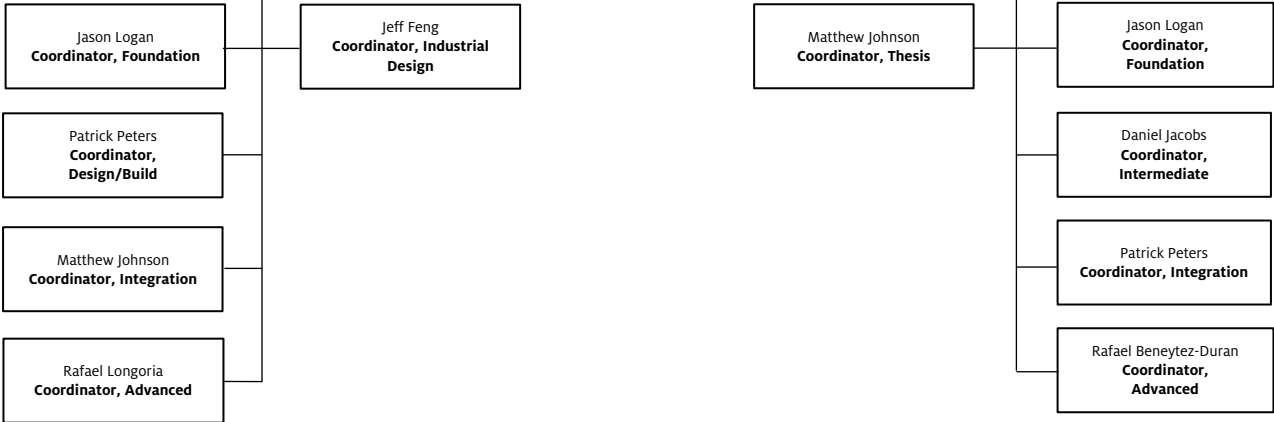 Jason Logan
Coordinator, Foundation
Jeff Feng
Coordinator, Industrial
Design
Patrick Peters
Coordinator,
Design/Build
Matthew Johnson
Coordinator, Integration
Rafael Longoria
Coordinator, Advanced
Matthew Johnson
Coordinator, Thesis
Jason Logan
Coordinator,
Foundation
Daniel Jacobs
Coordinator,
Intermediate
Patrick Peters
Coordinator, Integration
Rafael Beneytez-Duran
Coordinator,
Advanced